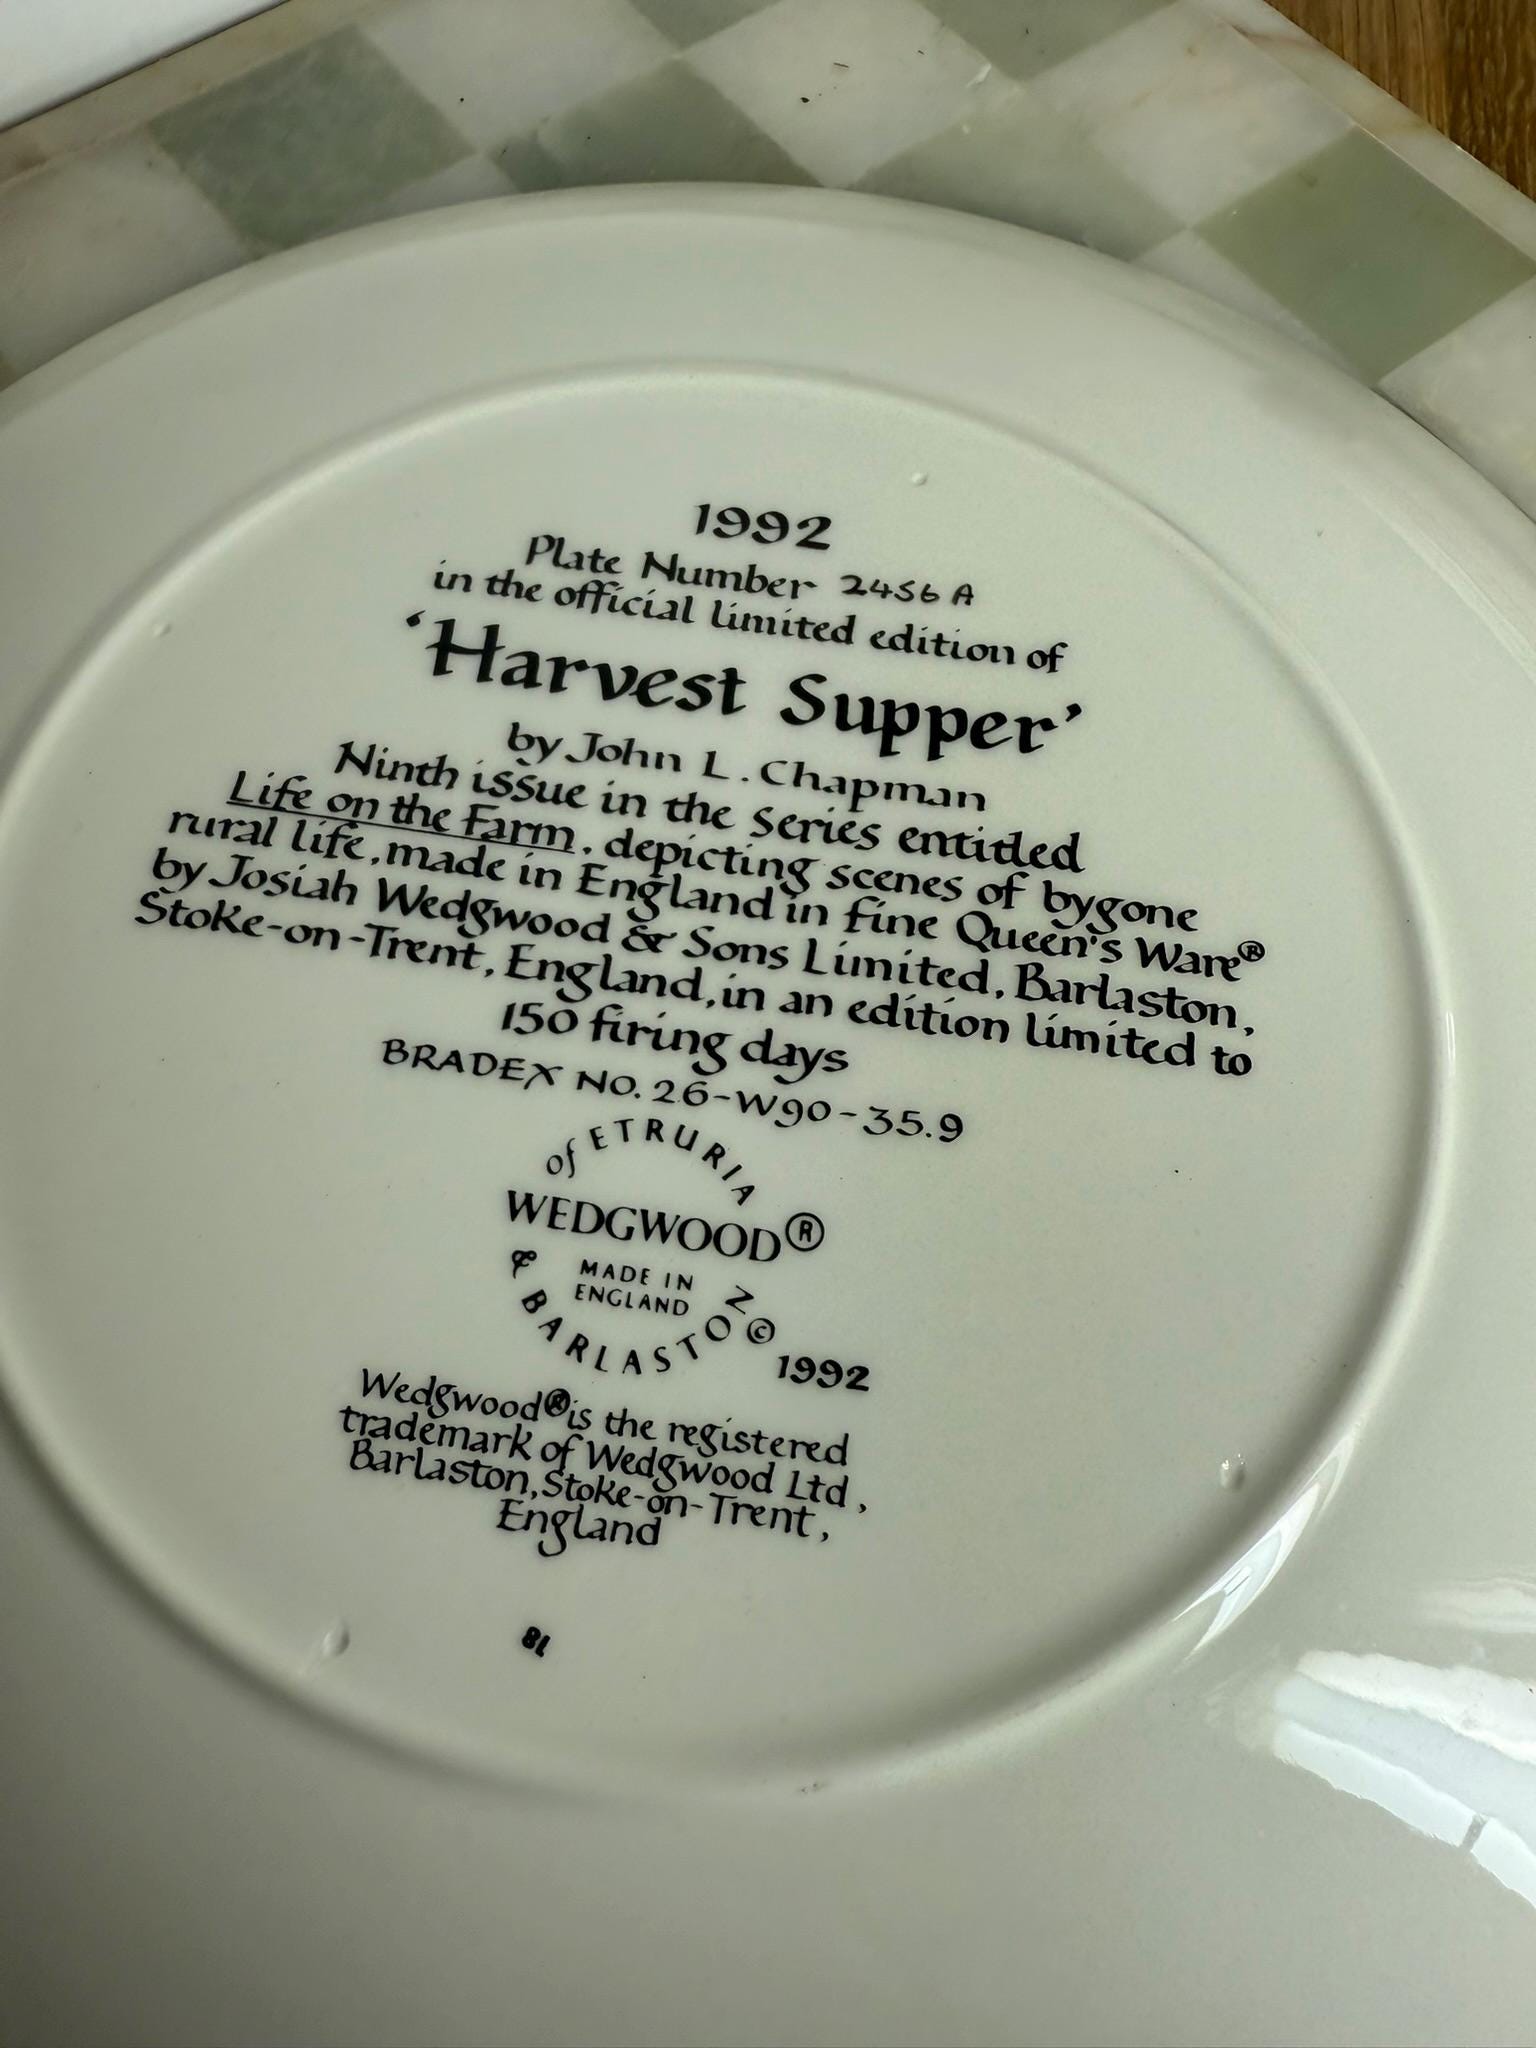 1992
Plate Number 2456 A
in the official limited edition of
‘Harvest Supper’
by John L. Chapman
Ninth issue in the series entitled
Life on the Farm, depicting scenes of bygone
rural life, made in England in fine Queen's Ware®
by Josiah Wedgwood & Sons Limited, Barlaston,
Stoke-on-Trent, England, in an edition limited to
150 firing days
BRADEX NO. 26-W90-35.9
of ETRURIA
WEDGWOOD®
MADE IN
ENGLAND
& BARLASTON
© 1992
Wedgwood® is the registered
trademark of Wedgwood Ltd,
Barlaston, Stoke-on-Trent,
England